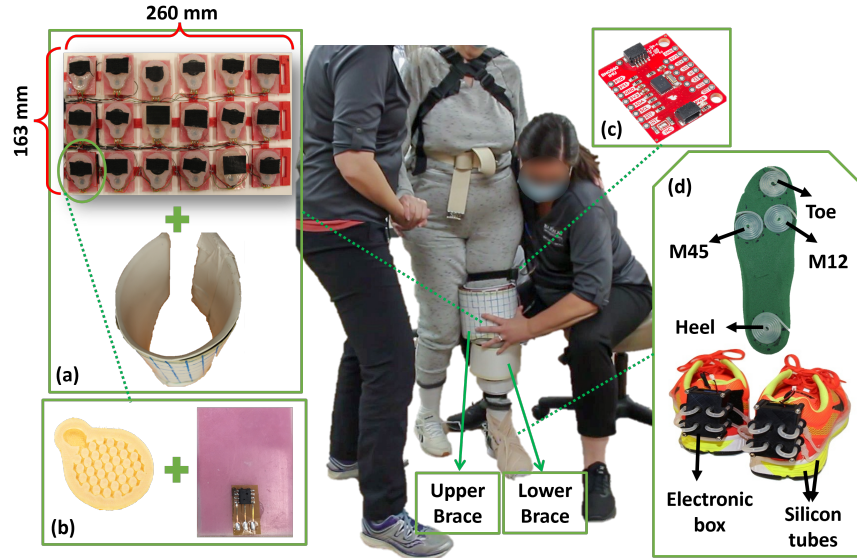 260 mm
163 mm
(a)
(b)
(c)
(d)
Toe
M45
M12
Heel
Upper
Brace
Lower
Brace
Electronic
box
Silicon
tubes